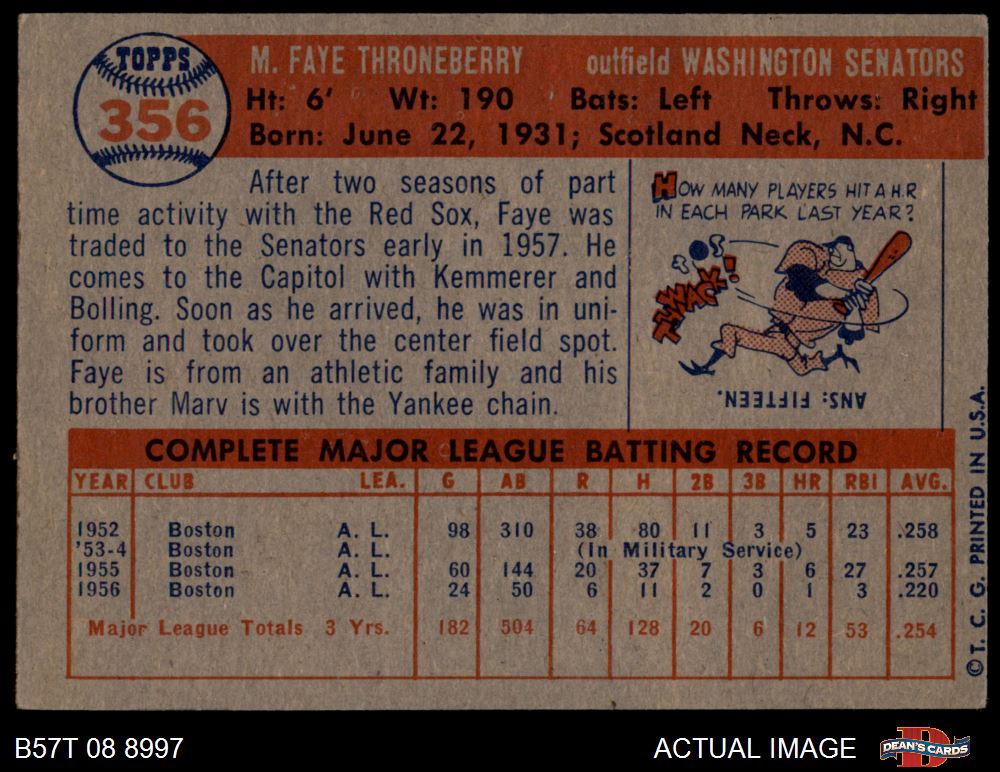 TOPPS
356
M. FAYE THRONEBERRY outfield WASHINGTON SENATORS
Ht: 6' Wt: 190 Bats: Left Throws: Right
Born: June 22, 1931; Scotland Neck, N.C.
After two seasons of part
time activity with the Red Sox, Faye was
traded to the Senators early in 1957. He
comes to the Capitol with Kemmerer and
Bolling. Soon as he arrived, he was in uni-
form and took over the center field spot.
Faye is from an athletic family and his
brother Marv is with the Yankee chain.
HOW MANY PLAYERS HIT A H.R
IN EACH PARK LAST YEAR?
THWACK!
ANS: FIFTEEN.
COMPLETE MAJOR LEAGUE BATTING RECORD
YEAR CLUB LEA. G AB R H 2B 3B HR RBI AVG.
1952 Boston A. L. 98 310 38 80 11 3 5 23 .258
'53-4 Boston A. L. (In Military Service)
1955 Boston A. L. 60 144 20 37 7 3 6 27 .257
1956 Boston A. L. 24 50 6 11 2 0 1 3 .220
Major League Totals 3 Yrs. 182 504 64 128 20 6 12 53 .254
©T. C. G. PRINTED IN U.S.A.
B57T 08 8997
ACTUAL IMAGE
D
DEAN'S CARDS